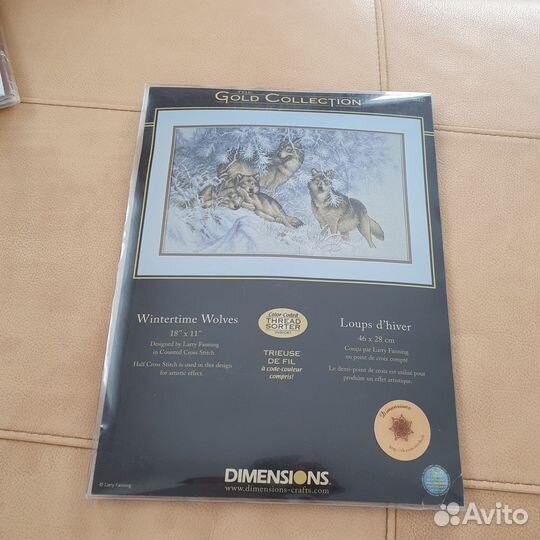 THE
GOLD COLLECTION
Wintertime Wolves
18" x 11"
Designed by Larry Fanning
in Counted Cross Stitch
Half Cross Stitch is used in this design
for artistic effect.
Color-Coded
THREAD
SORTER
INSIDE!
TRIEUSE
DE FIL
à code-couleur
compris!
Loups d'hiver
46 x 28 cm
Conçu par Larry Fanning
en point de croix compté
Le demi-point de croix est utilisé pour
produire un effet artistique.
Dimensions
© Larry Fanning
DIMENSIONS
www.dimensions-crafts.com
Avito